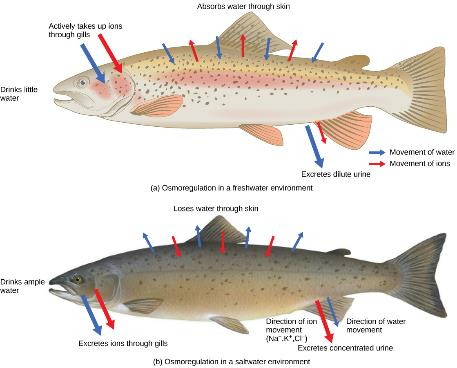 Absorbs water through skin
Actively takes up ions
through gills
Drinks little
water
Movement of water
Movement of ions
Excretes dilute urine
(a) Osmoregulation in a freshwater environment
Loses water through skin
Drinks ample
water
Direction of ion
movement
(Na⁺,K⁺,Cl⁻)
Direction of water
movement
Excretes ions through gills
Excretes concentrated urine
(b) Osmoregulation in a saltwater environment